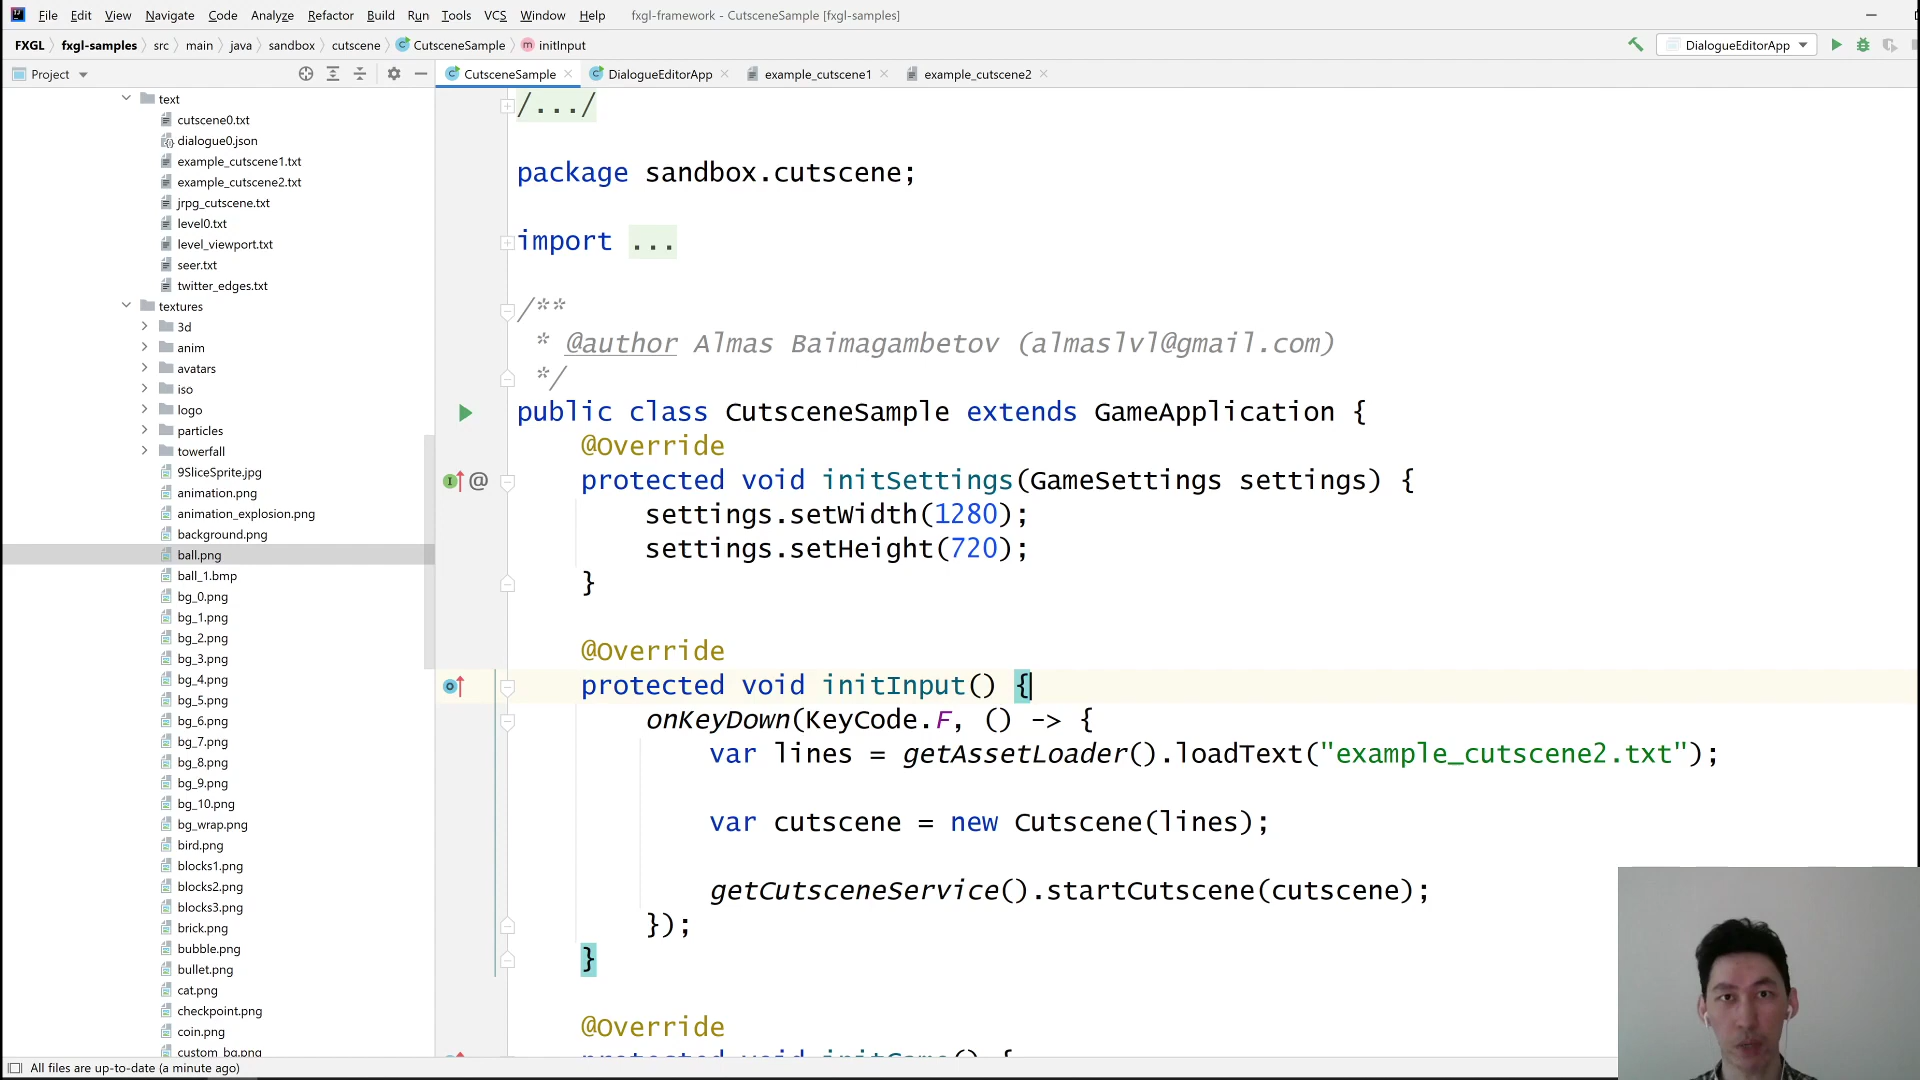 File Edit View Navigate Code Analyze Refactor Build Run Tools VCS Window Help fxgl-framework - CutsceneSample [fxgl-samples]
FXGL fxgl-samples src main java sandbox cutscene CutsceneSample initInput DialogueEditorApp
Project CutsceneSample DialogueEditorApp example_cutscene1 example_cutscene2
text
cutscene0.txt
dialogue0.json
example_cutscene1.txt
example_cutscene2.txt
jrpg_cutscene.txt
level0.txt
level_viewport.txt
seer.txt
twitter_edges.txt
textures
3d
anim
avatars
iso
logo
particles
towerfall
9SliceSprite.jpg
animation.png
animation_explosion.png
background.png
ball.png
ball_1.bmp
bg_0.png
bg_1.png
bg_2.png
bg_3.png
bg_4.png
bg_5.png
bg_6.png
bg_7.png
bg_8.png
bg_9.png
bg_10.png
bg_wrap.png
bird.png
blocks1.png
blocks2.png
blocks3.png
brick.png
bubble.png
bullet.png
cat.png
checkpoint.png
coin.png
custom_bg.png
/.../
package sandbox.cutscene;
import ...
/**
* @author Almas Baimagambetov (almaslvl@gmail.com)
*/
public class CutsceneSample extends GameApplication {
@Override
protected void initSettings(GameSettings settings) {
settings.setWidth(1280);
settings.setHeight(720);
}
@Override
protected void initInput() {
onKeyDown(KeyCode.F, () -> {
var lines = getAssetLoader().loadText("example_cutscene2.txt");
var cutscene = new Cutscene(lines);
getCutsceneService().startCutscene(cutscene);
});
}
@Override
protected void initGame() {
All files are up-to-date (a minute ago)